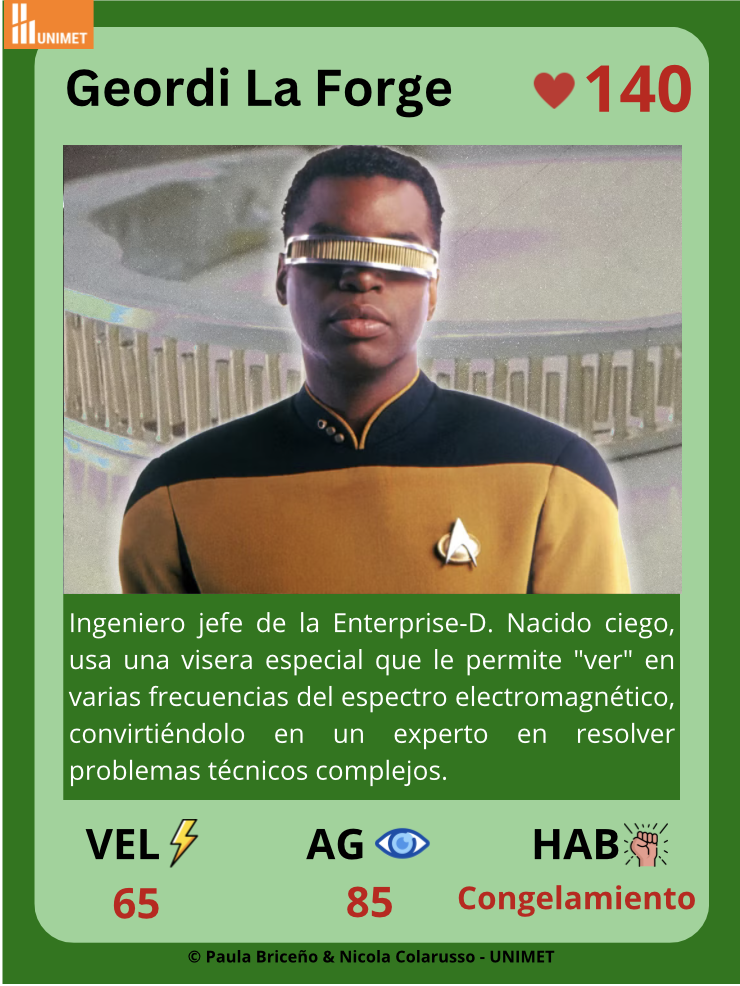 UNIMET
Geordi La Forge
140
Ingeniero jefe de la Enterprise-D. Nacido ciego,
usa una visera especial que le permite "ver" en
varias frecuencias del espectro electromagnético,
convirtiéndolo en un experto en resolver
problemas técnicos complejos.
VEL AG HAB
65 85 Congelamiento
© Paula Briceño & Nicola Colarusso - UNIMET